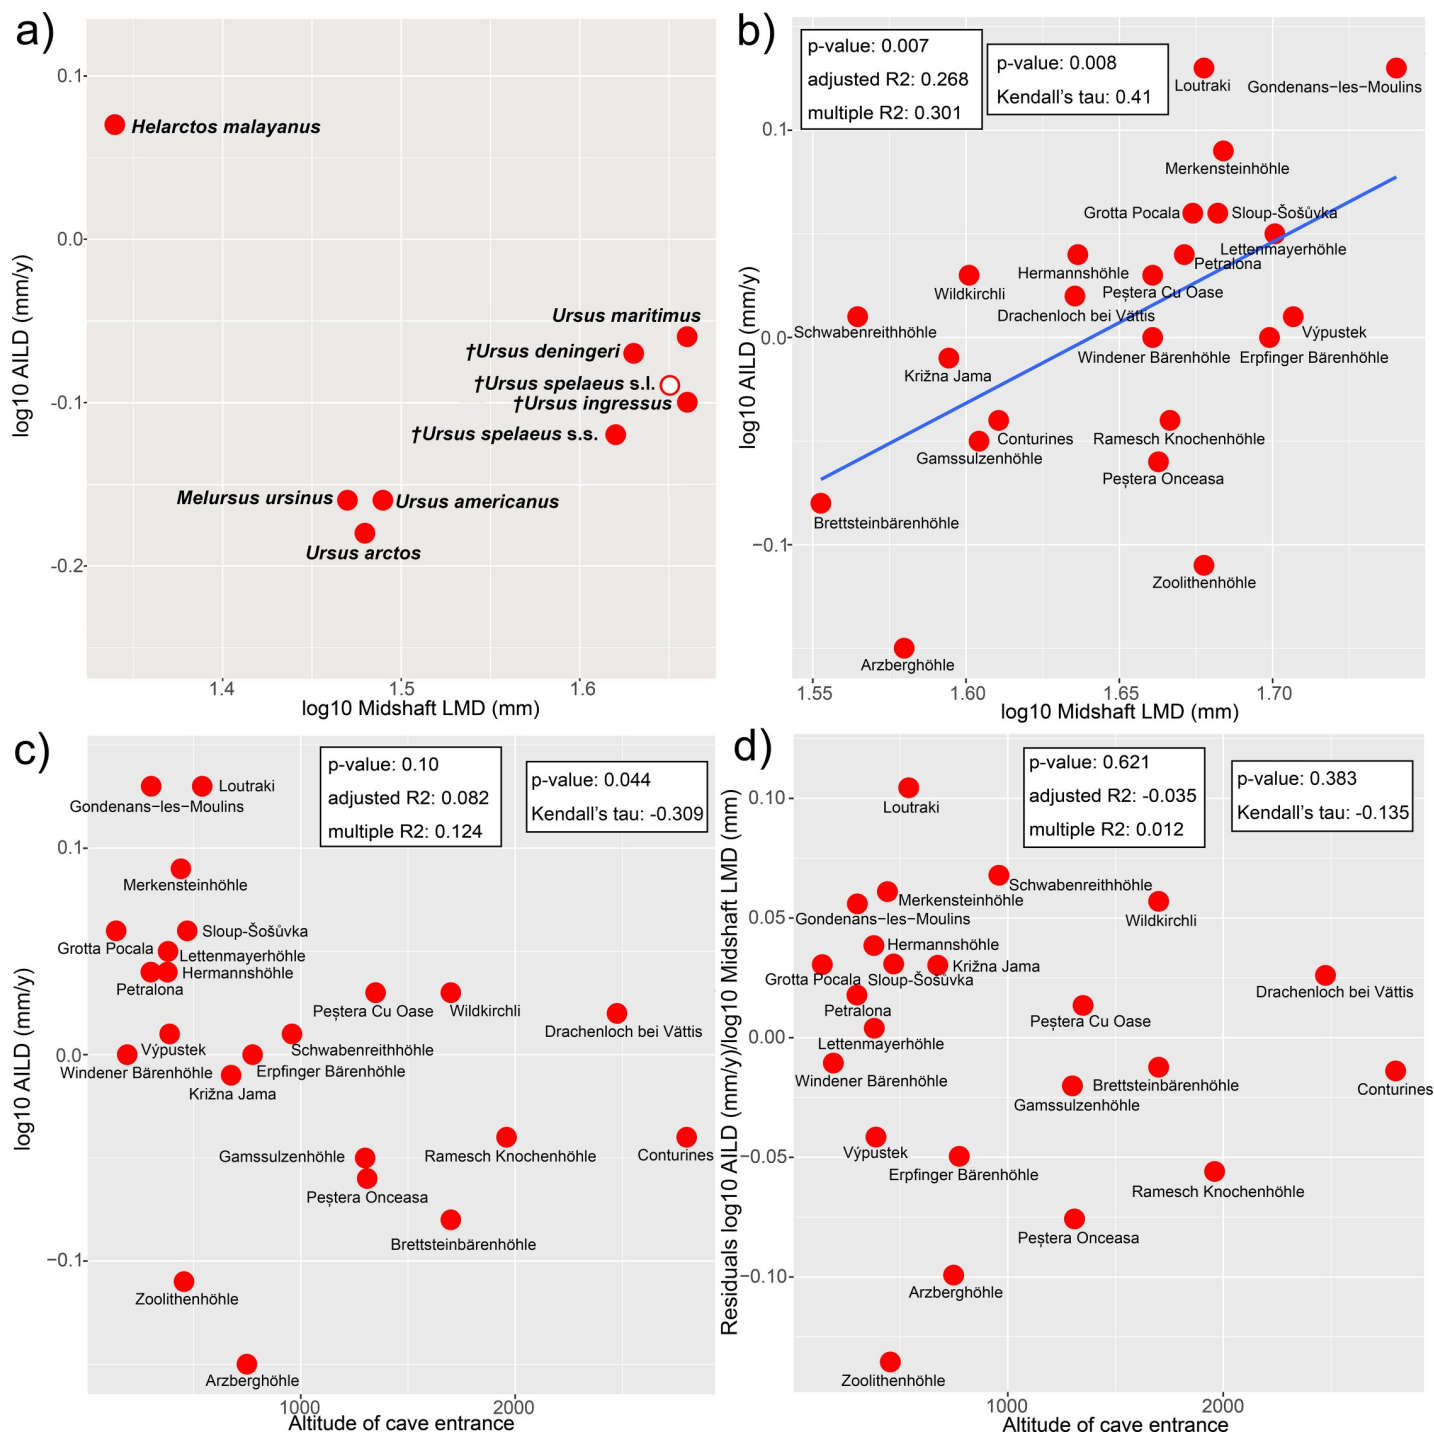 a)
0.1
Helarctos malayanus
0.0
log10 AILD (mm/y)
Ursus maritimus
†Ursus deningeri
†Ursus spelaeus s.l.
-0.1
†Ursus ingressus
†Ursus spelaeus s.s.
Melursus ursinus
Ursus americanus
Ursus arctos
-0.2
1.4
1.5
1.6
log10 Midshaft LMD (mm)
b)
p-value: 0.007
adjusted R2: 0.268
multiple R2: 0.301
p-value: 0.008
Kendall's tau: 0.41
Loutraki
Gondenans−les−Moulins
0.1
Merkensteinhöhle
Grotta Pocala
Sloup-Šošůvka
Lettenmayerhöhle
Petralona
Hermannshöhle
Wildkirchli
Peștera Cu Oase
Drachenloch bei Vättis
Schwabenreithhöhle
Výpustek
0.0
log10 AILD (mm/y)
Windener Bärenhöhle
Erpfinger Bärenhöhle
Križna Jama
Conturines
Ramesch Knochenhöhle
Gamssulzenhöhle
Peștera Onceasa
Brettsteinbärenhöhle
−0.1
Zoolithenhöhle
Arzberghöhle
1.55
1.60
1.65
1.70
log10 Midshaft LMD (mm)
c)
p-value: 0.10
adjusted R2: 0.082
multiple R2: 0.124
p-value: 0.044
Kendall's tau: -0.309
Loutraki
Gondenans−les−Moulins
0.1
Merkensteinhöhle
Sloup-Šošůvka
Grotta Pocala
Lettenmayerhöhle
Hermannshöhle
Petralona
Peștera Cu Oase
Wildkirchli
Drachenloch bei Vättis
Výpustek
Schwabenreithhöhle
0.0
log10 AILD (mm/y)
Windener Bärenhöhle
Erpfinger Bärenhöhle
Križna Jama
Gamssulzenhöhle
Ramesch Knochenhöhle
Conturines
Peștera Onceasa
Brettsteinbärenhöhle
−0.1
Zoolithenhöhle
Arzberghöhle
1000
2000
Altitude of cave entrance
d)
p-value: 0.621
adjusted R2: -0.035
multiple R2: 0.012
p-value: 0.383
Kendall's tau: -0.135
0.10
Loutraki
Schwabenreithhöhle
Merkensteinhöhle
Gondenans−les−Moulins
Wildkirchli
0.05
Hermannshöhle
Križna Jama
Grotta Pocala
Sloup-Šošůvka
Drachenloch bei Vättis
Petralona
Peștera Cu Oase
0.00
Lettenmayerhöhle
Windener Bärenhöhle
Brettsteinbärenhöhle
Conturines
Gamssulzenhöhle
Výpustek
−0.05
Erpfinger Bärenhöhle
Ramesch Knochenhöhle
Peștera Onceasa
−0.10
Arzberghöhle
Zoolithenhöhle
Residuals log10 AILD (mm/y)/log10 Midshaft LMD (mm)
1000
2000
Altitude of cave entrance